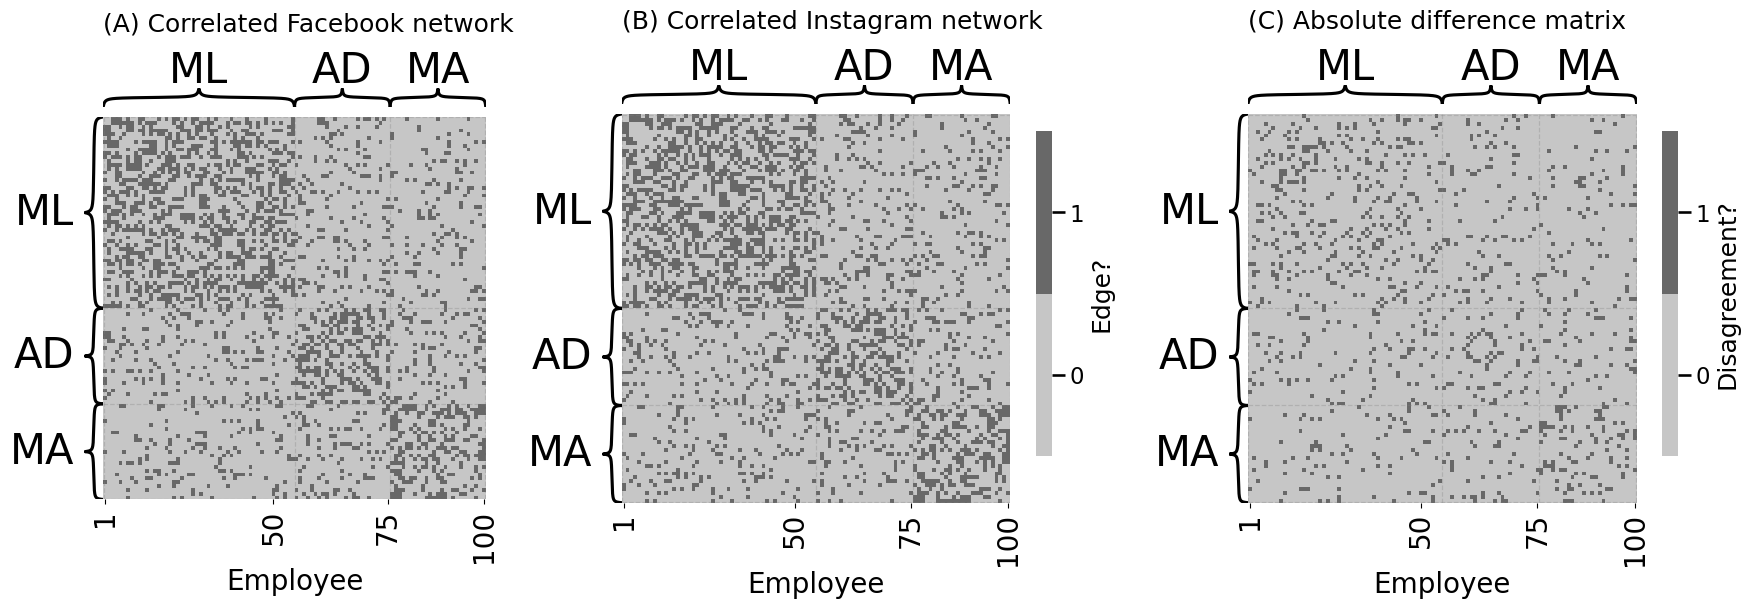 (A) Correlated Facebook network
ML AD MA
ML
AD
MA
1 50 75 100
Employee
(B) Correlated Instagram network
ML AD MA
ML
AD
MA
1 50 75 100
Employee
1
0
Edge?
(C) Absolute difference matrix
ML AD MA
ML
AD
MA
1 50 75 100
Employee
1
0
Disagreement?